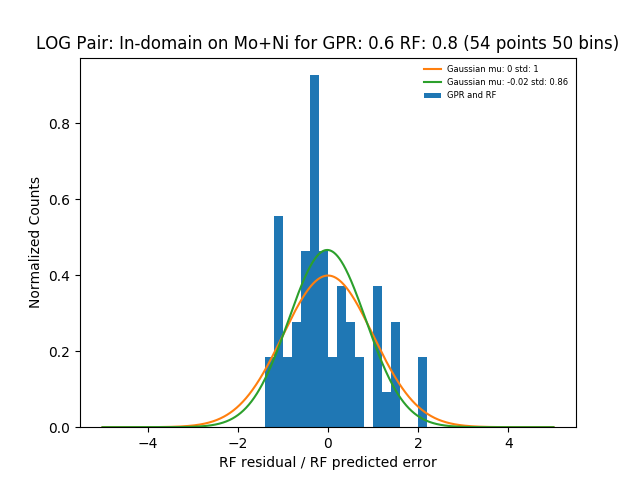 LOG Pair: In-domain on Mo+Ni for GPR: 0.6 RF: 0.8 (54 points 50 bins)
Gaussian mu: 0 std: 1
Gaussian mu: -0.02 std: 0.86
GPR and RF
Normalized Counts
0.8
0.6
0.4
0.2
0.0
−4 −2 0 2 4
RF residual / RF predicted error